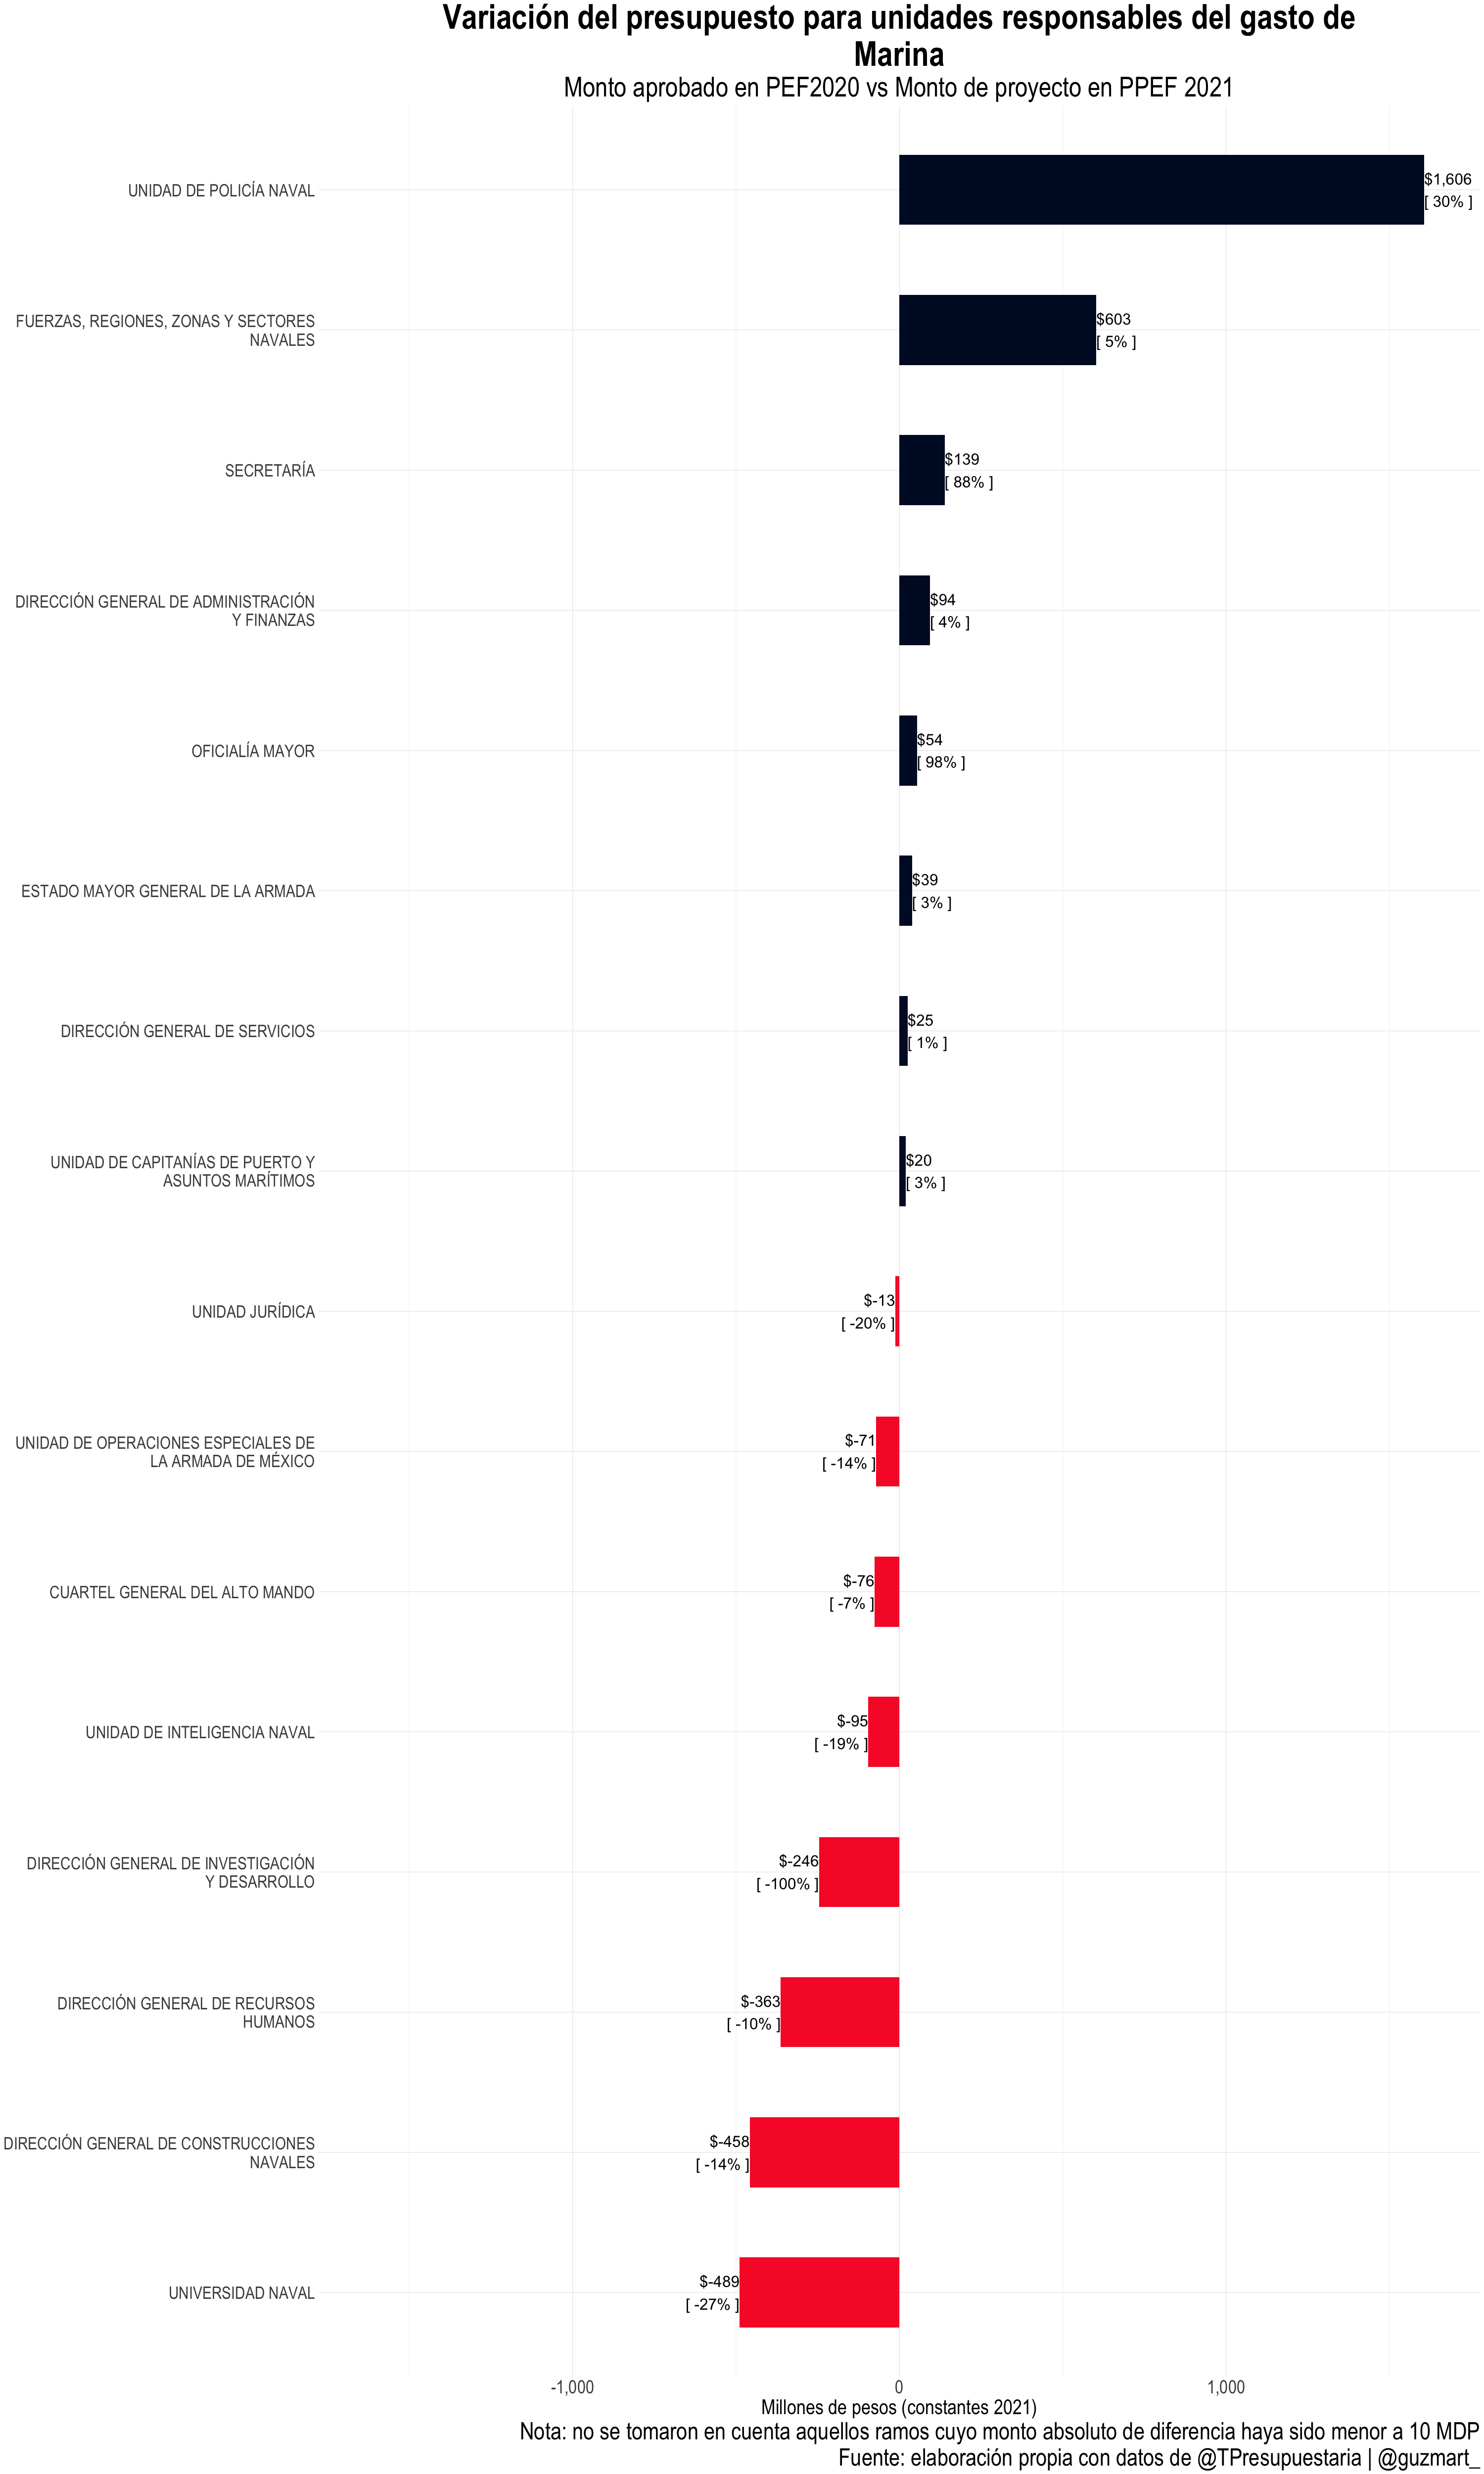 Variación del presupuesto para unidades responsables del gasto de
Marina
Monto aprobado en PEF2020 vs Monto de proyecto en PPEF 2021
UNIDAD DE POLICÍA NAVAL
$1,606
[ 30% ]
FUERZAS, REGIONES, ZONAS Y SECTORES
NAVALES
$603
[ 5% ]
SECRETARÍA
$139
[ 88% ]
DIRECCIÓN GENERAL DE ADMINISTRACIÓN
Y FINANZAS
$94
[ 4% ]
OFICIALÍA MAYOR
$54
[ 98% ]
ESTADO MAYOR GENERAL DE LA ARMADA
$39
[ 3% ]
DIRECCIÓN GENERAL DE SERVICIOS
$25
[ 1% ]
UNIDAD DE CAPITANÍAS DE PUERTO Y
ASUNTOS MARÍTIMOS
$20
[ 3% ]
UNIDAD JURÍDICA
$-13
[ -20% ]
UNIDAD DE OPERACIONES ESPECIALES DE
LA ARMADA DE MÉXICO
$-71
[ -14% ]
CUARTEL GENERAL DEL ALTO MANDO
$-76
[ -7% ]
UNIDAD DE INTELIGENCIA NAVAL
$-95
[ -19% ]
DIRECCIÓN GENERAL DE INVESTIGACIÓN
Y DESARROLLO
$-246
[ -100% ]
DIRECCIÓN GENERAL DE RECURSOS
HUMANOS
$-363
[ -10% ]
DIRECCIÓN GENERAL DE CONSTRUCCIONES
NAVALES
$-458
[ -14% ]
UNIVERSIDAD NAVAL
$-489
[ -27% ]
-1,000 0 1,000
Millones de pesos (constantes 2021)
Nota: no se tomaron en cuenta aquellos ramos cuyo monto absoluto de diferencia haya sido menor a 10 MDP
Fuente: elaboración propia con datos de @TPresupuestaria | @guzmart_